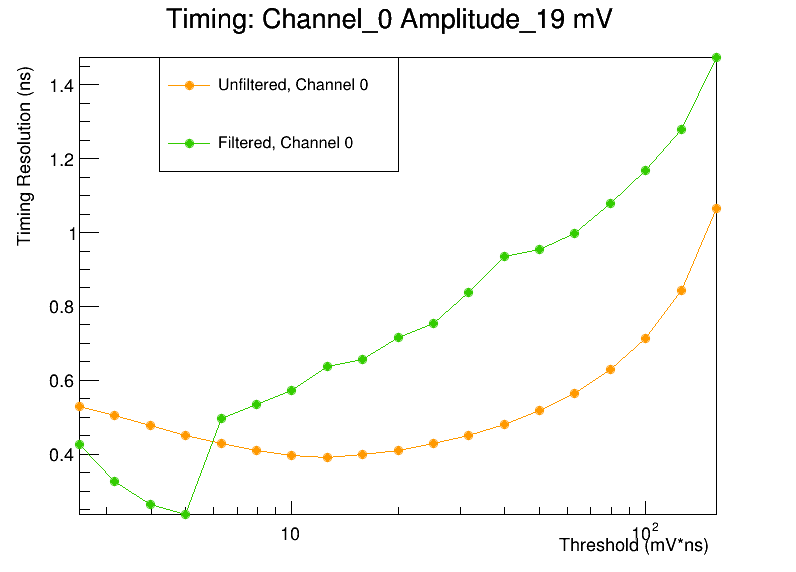 Timing: Channel_0 Amplitude_19 mV
Timing Resolution (ns)
Unfiltered, Channel 0
Filtered, Channel 0
1.4
1.2
1
0.8
0.6
0.4
10
10²
Threshold (mV*ns)